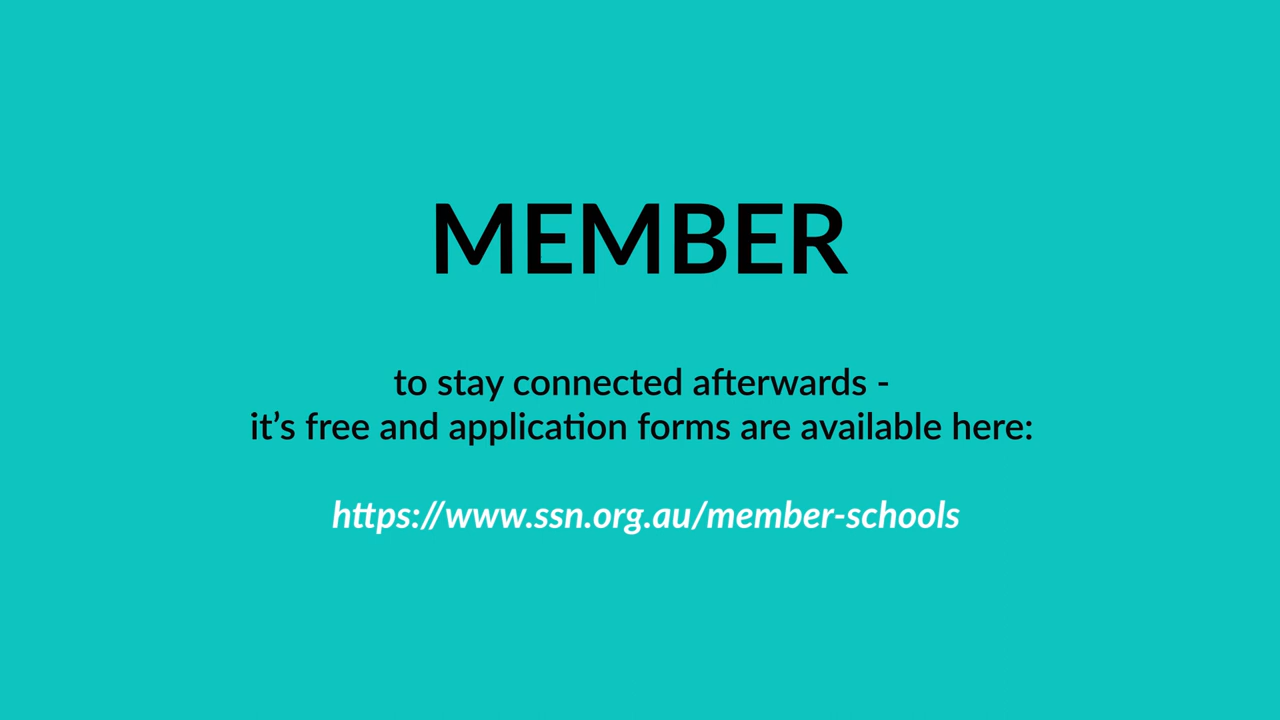 MEMBER
to stay connected afterwards -
it’s free and application forms are available here:
https://www.ssn.org.au/member-schools